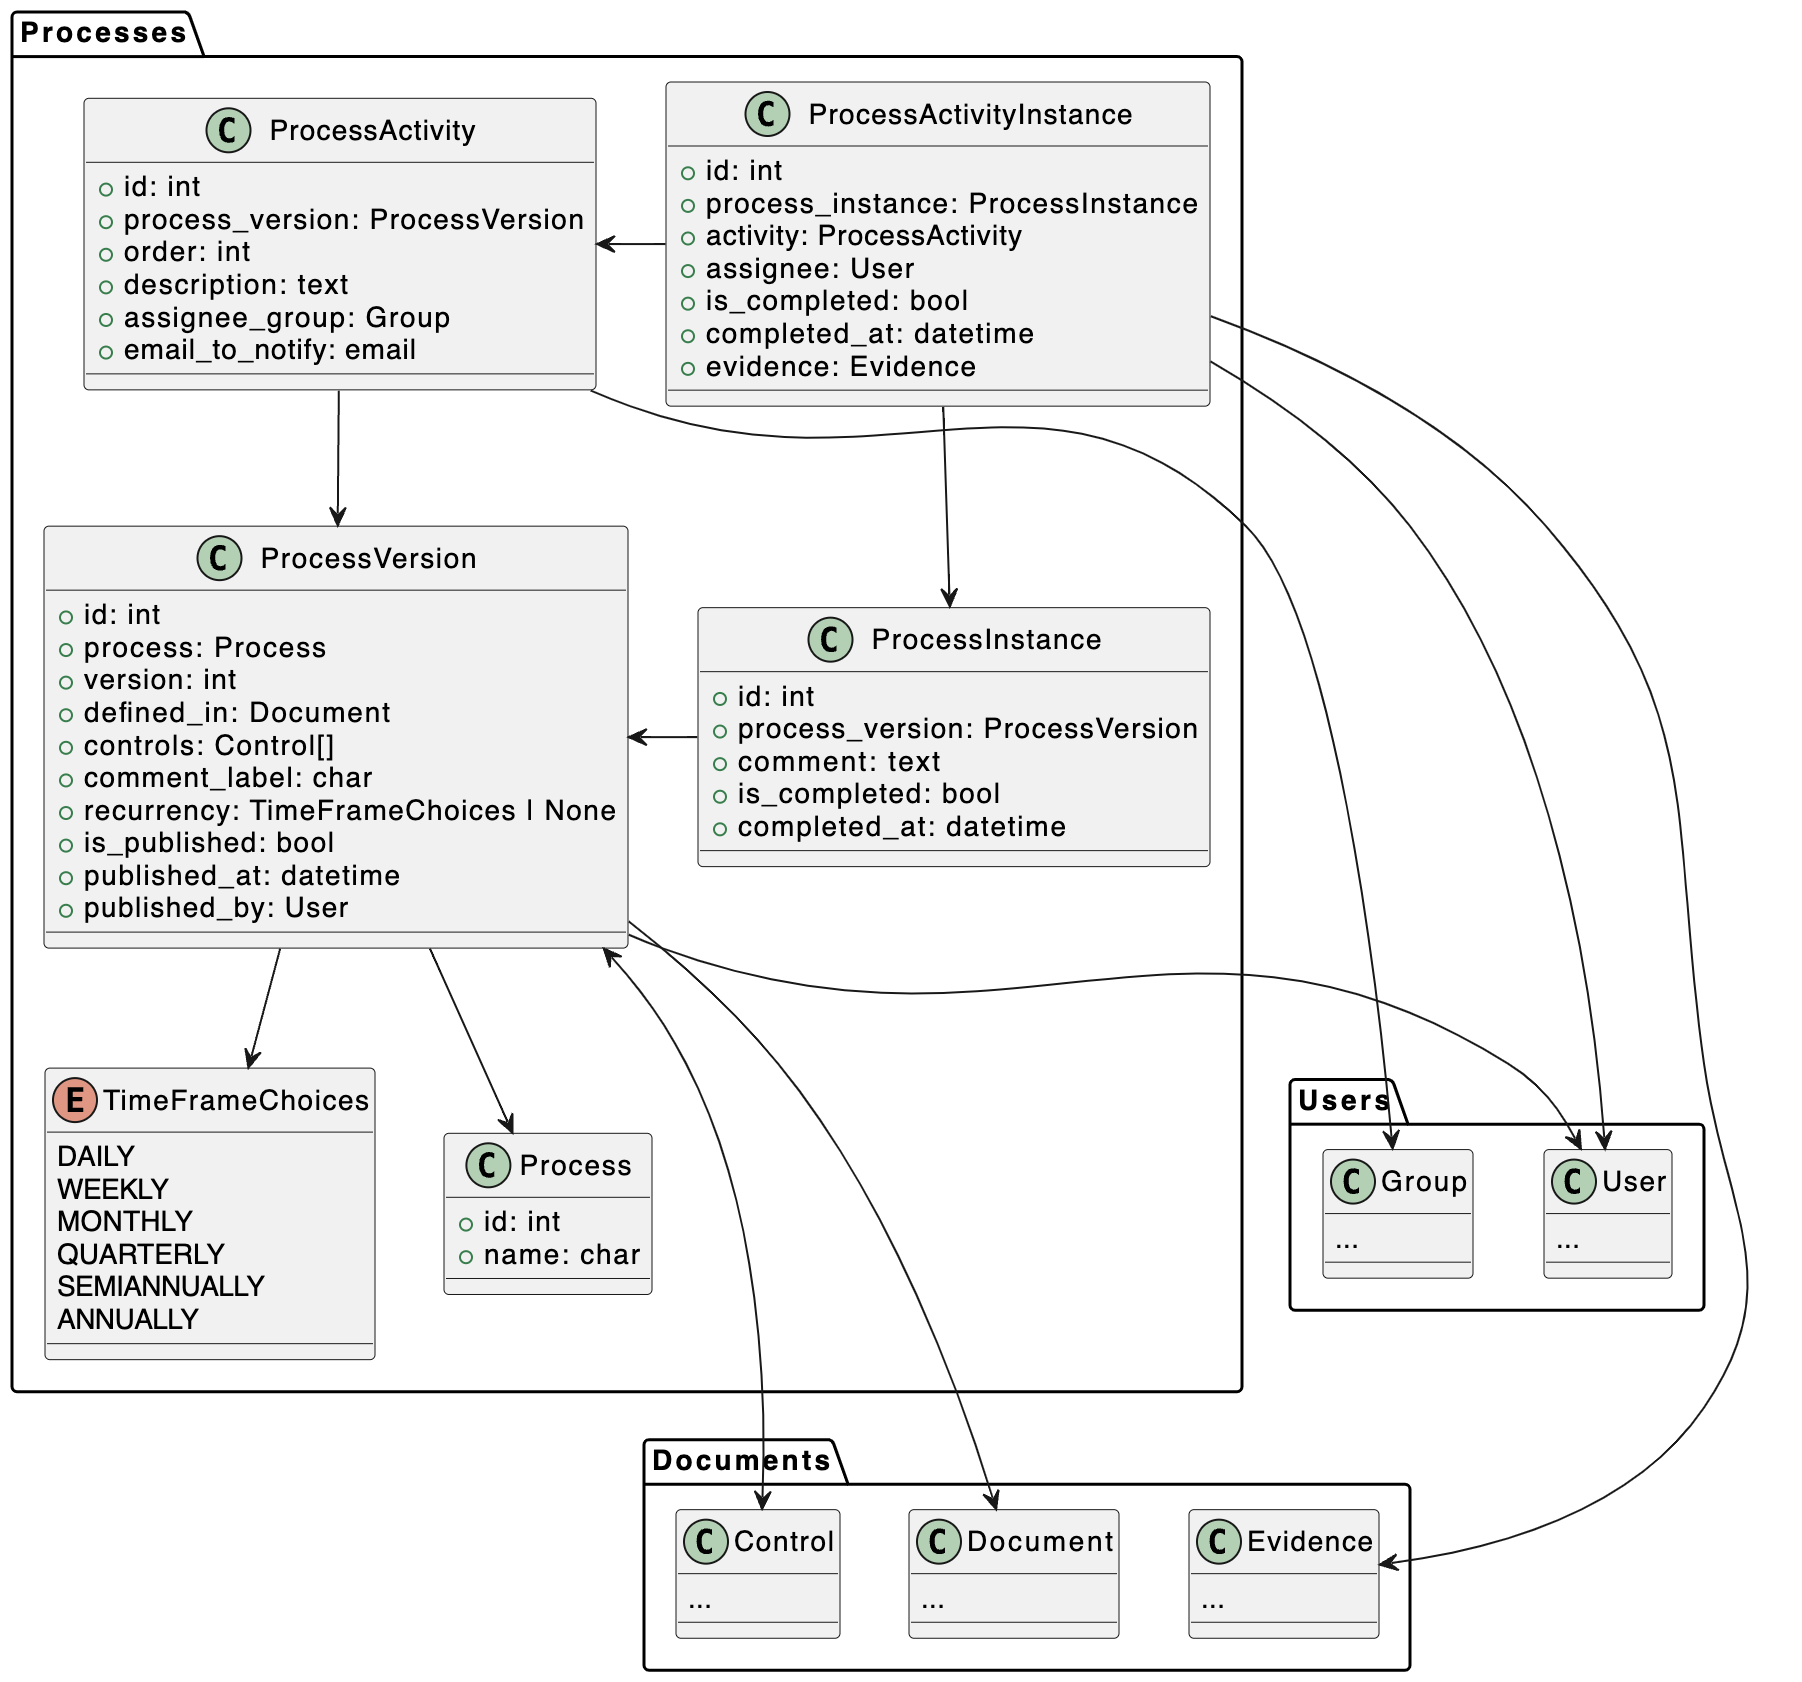 Processes
C ProcessActivity
id: int
process_version: ProcessVersion
order: int
description: text
assignee_group: Group
email_to_notify: email
C ProcessActivityInstance
id: int
process_instance: ProcessInstance
activity: ProcessActivity
assignee: User
is_completed: bool
completed_at: datetime
evidence: Evidence
C ProcessVersion
id: int
process: Process
version: int
defined_in: Document
controls: Control[]
comment_label: char
recurrency: TimeFrameChoices | None
is_published: bool
published_at: datetime
published_by: User
C ProcessInstance
id: int
process_version: ProcessVersion
comment: text
is_completed: bool
completed_at: datetime
E TimeFrameChoices
DAILY
WEEKLY
MONTHLY
QUARTERLY
SEMIANNUALLY
ANNUALLY
C Process
id: int
name: char
Users
C Group
...
C User
...
Documents
C Control
...
C Document
...
C Evidence
...